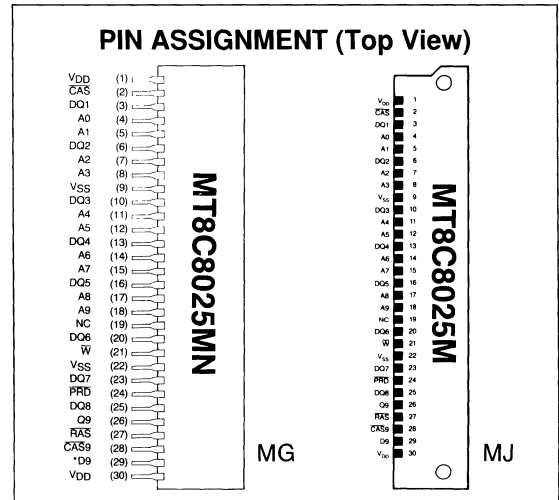 PIN ASSIGNMENT (Top View)
VDD (1)
CAS (2)
DQ1 (3)
A0 (4)
A1 (5)
DQ2 (6)
A2 (7)
A3 (8)
VSS (9)
DQ3 (10)
A4 (11)
A5 (12)
DQ4 (13)
A6 (14)
A7 (15)
DQ5 (16)
A8 (17)
A9 (18)
NC (19)
DQ6 (20)
W (21)
VSS (22)
DQ7 (23)
PRD (24)
DQ8 (25)
Q9 (26)
RAS (27)
CAS9 (28)
*D9 (29)
VDD (30)
MT8C8025MN
MG
VDD 1
CAS 2
DQ1 3
A0 4
A1 5
DQ2 6
A2 7
A3 8
VSS 9
DQ3 10
A4 11
A5 12
DQ4 13
A6 14
A7 15
DQ5 16
A8 17
A9 18
NC 19
DQ6 20
W 21
VSS 22
DQ7 23
PRD 24
DQ8 25
Q9 26
RAS 27
CAS9 28
D9 29
VDD 30
MT8C8025M
MJ